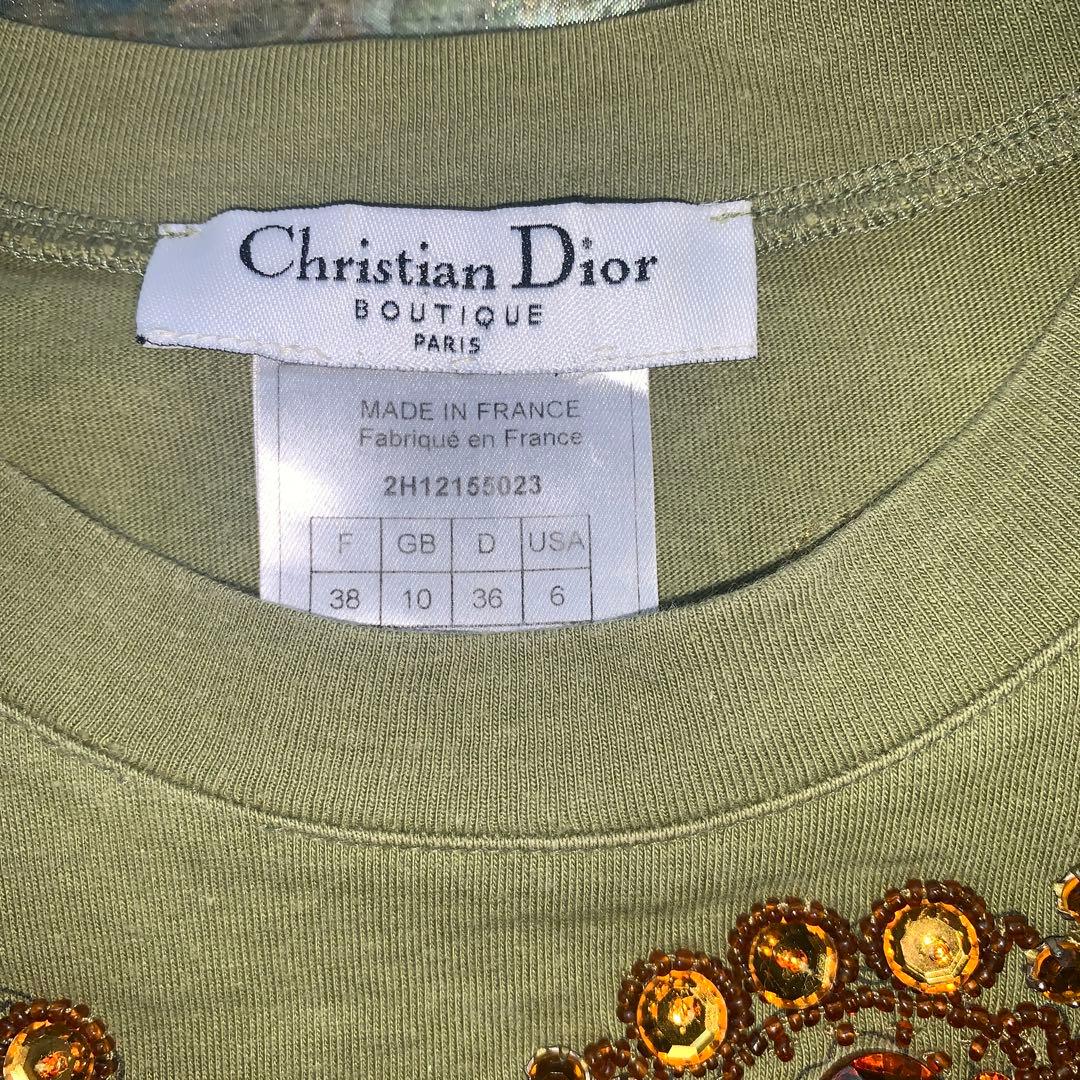 Christian Dior
BOUTIQUE
PARIS
MADE IN FRANCE
Fabriqué en France
2H12155023
F GB D USA
38 10 36 6